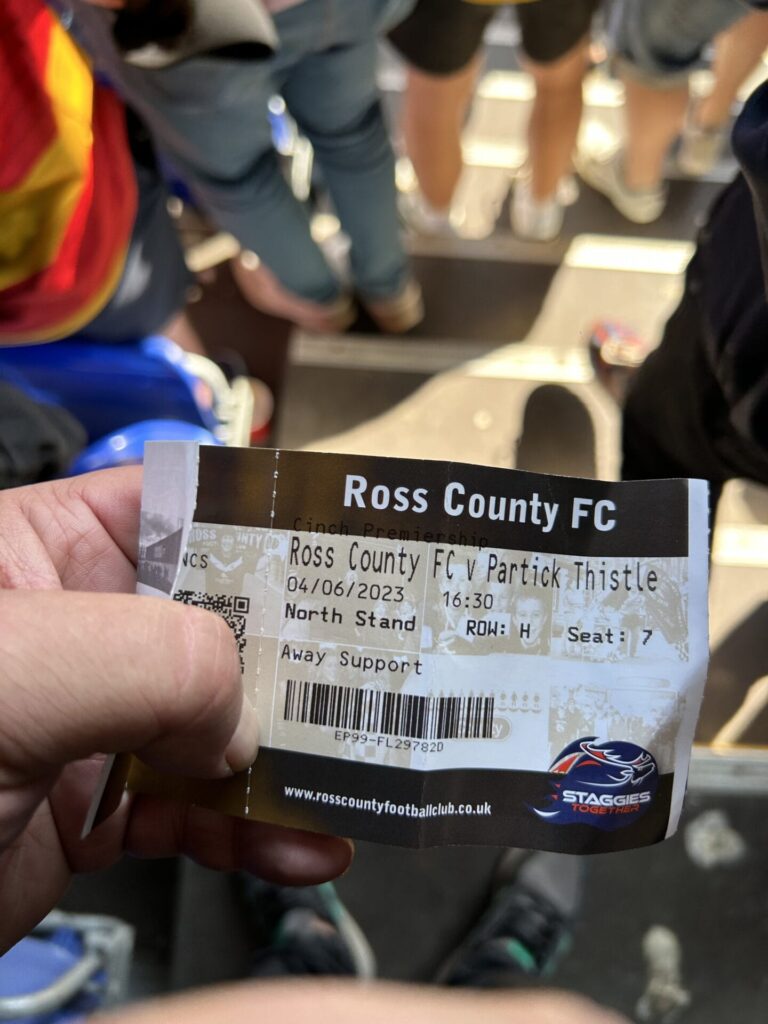 Ross County FC
Cinch Premiership
Ross County FC v Partick Thistle
04/06/2023 16:30
North Stand ROW: H Seat: 7
Away Support
EP99-FL29782D
www.rosscountyfootballclub.co.uk
STAGGIES
TOGETHER